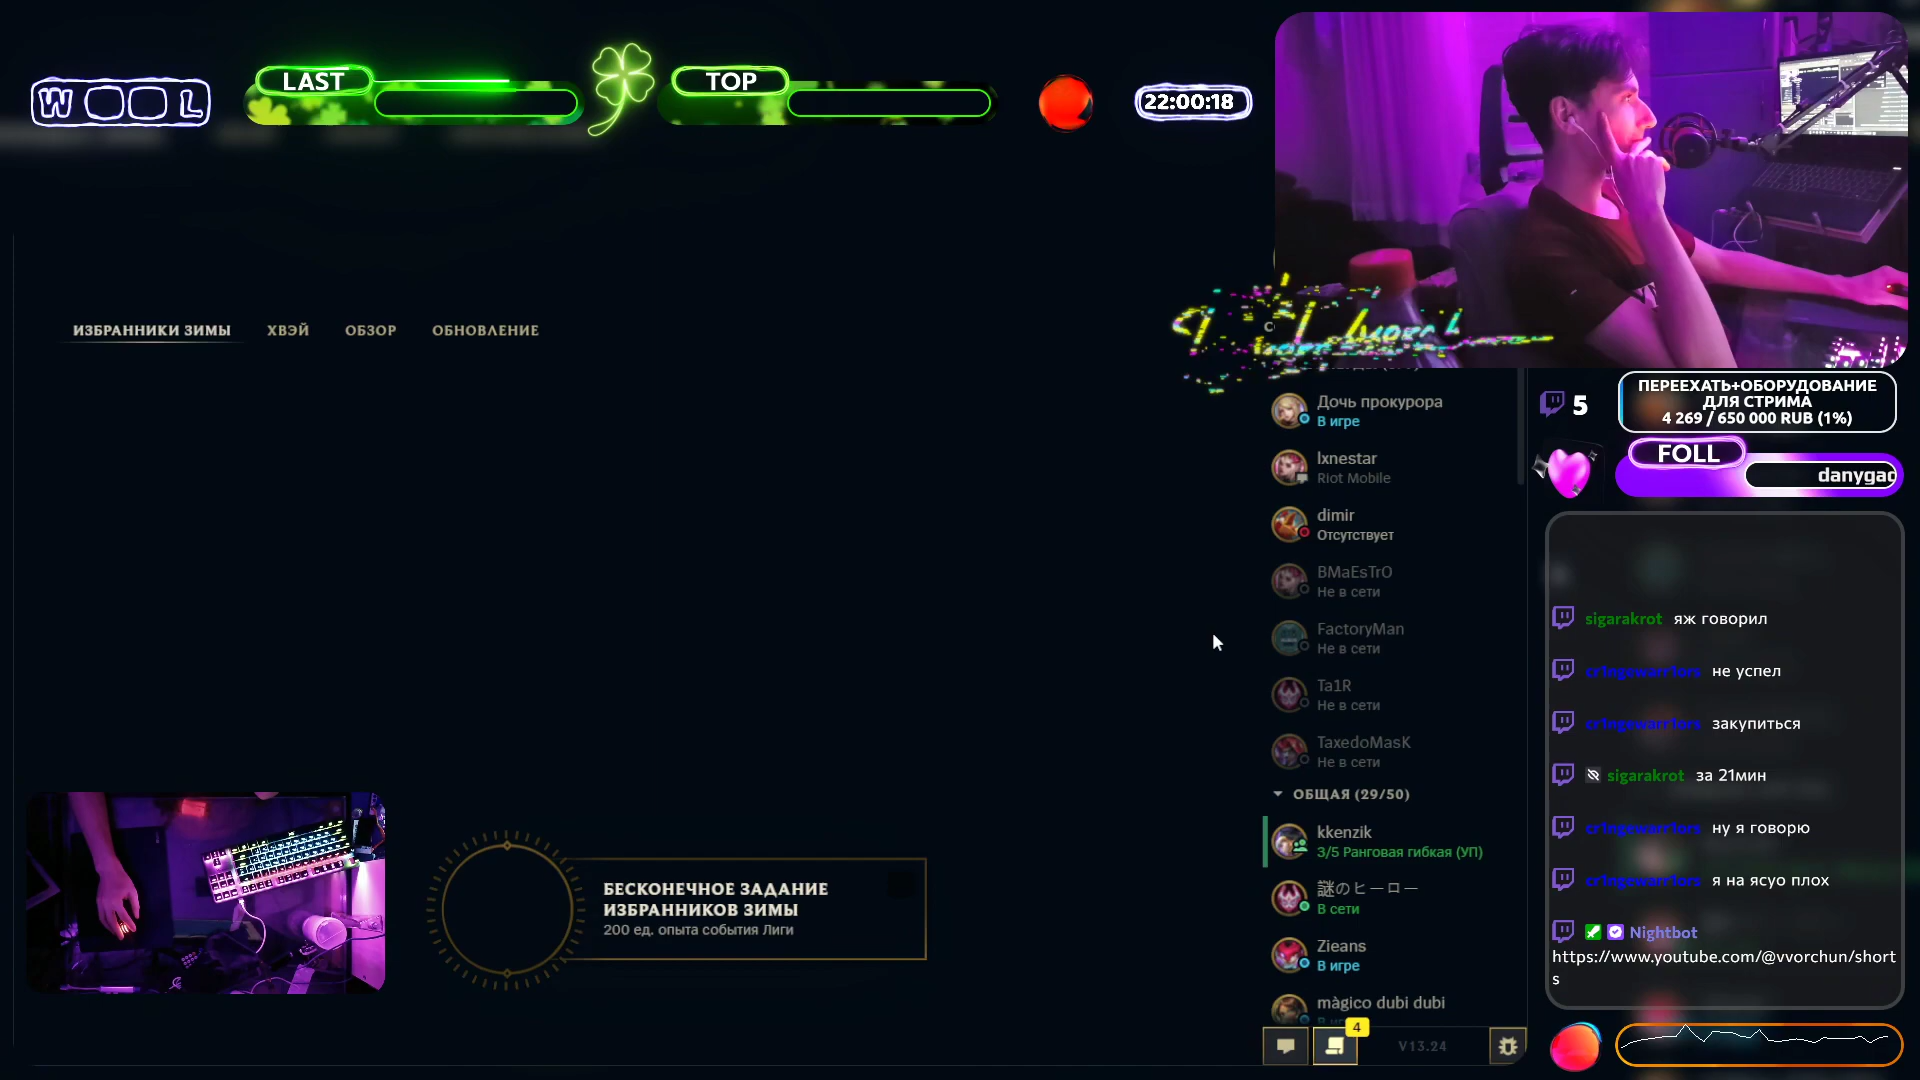 W OO L
LAST
TOP
22:00:18
ИЗБРАННИКИ ЗИМЫ
ХВЭЙ
ОБЗОР
ОБНОВЛЕНИЕ
Дочь прокурора
В игре
lxnestar
Riot Mobile
dimir
Отсутствует
BMaEsTrO
Не в сети
FactoryMan
Не в сети
Ta1R
Не в сети
TaxedoMasK
Не в сети
ОБЩАЯ (29/50)
kkenzik
3/5 Ранговая гибкая (УП)
謎のヒーロー
В сети
Zieans
В игре
màgico dubi dubi
4
V13.24
БЕСКОНЕЧНОЕ ЗАДАНИЕ
ИЗБРАННИКОВ ЗИМЫ
200 ед. опыта события Лиги
5
ПЕРЕЕХАТЬ+ОБОРУДОВАНИЕ
ДЛЯ СТРИМА
4 269 / 650 000 RUB (1%)
FOLL
danygad
sigarakrot яж говорил
cr1ngewarr1ors не успел
cr1ngewarr1ors закупиться
sigarakrot за 21мин
cr1ngewarr1ors ну я говорю
cr1ngewarr1ors я на ясуо плох
Nightbot
https://www.youtube.com/@vvorchun/short
s